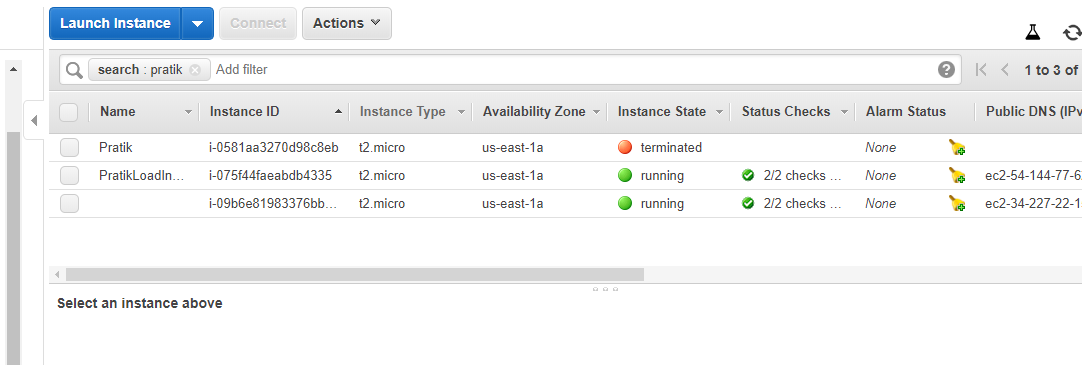 Launch Instance Connect Actions
search : pratik Add filter 1 to 3 of
Name Instance ID Instance Type Availability Zone Instance State Status Checks Alarm Status Public DNS (IPv
Pratik i-0581aa3270d98c8eb t2.micro us-east-1a terminated None
PratikLoadIn... i-075f44faeabdb4335 t2.micro us-east-1a running 2/2 checks ... None ec2-54-144-77-6
i-09b6e81983376bb... t2.micro us-east-1a running 2/2 checks ... None ec2-34-227-22-1
Select an instance above